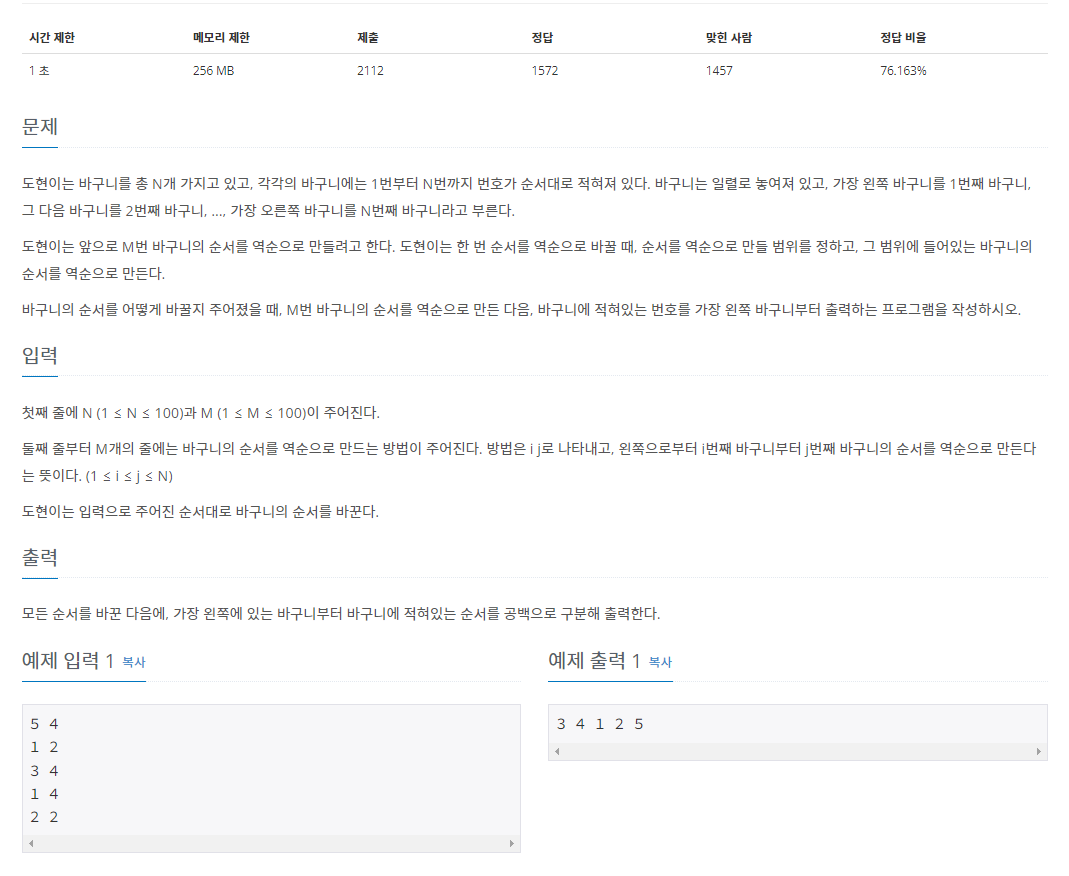 시간 제한 메모리 제한 제출 정답 맞힌 사람 정답 비율
1 초 256 MB 2112 1572 1457 76.163%
문제
도현이는 바구니를 총 N개 가지고 있고, 각각의 바구니에는 1번부터 N번까지 번호가 순서대로 적혀져 있다. 바구니는 일렬로 놓여져 있고, 가장 왼쪽 바구니를 1번째 바구니,
그 다음 바구니를 2번째 바구니, ..., 가장 오른쪽 바구니를 N번째 바구니라고 부른다.
도현이는 앞으로 M번 바구니의 순서를 역순으로 만들려고 한다. 도현이는 한 번 순서를 역순으로 바꿀 때, 순서를 역순으로 만들 범위를 정하고, 그 범위에 들어있는 바구니의
순서를 역순으로 만든다.
바구니의 순서를 어떻게 바꿀지 주어졌을 때, M번 바구니의 순서를 역순으로 만든 다음, 바구니에 적혀있는 번호를 가장 왼쪽 바구니부터 출력하는 프로그램을 작성하시오.
입력
첫째 줄에 N (1 ≤ N ≤ 100)과 M (1 ≤ M ≤ 100)이 주어진다.
둘째 줄부터 M개의 줄에는 바구니의 순서를 역순으로 만드는 방법이 주어진다. 방법은 i j로 나타내고, 왼쪽으로부터 i번째 바구니부터 j번째 바구니의 순서를 역순으로 만든다
는 뜻이다. (1 ≤ i ≤ j ≤ N)
도현이는 입력으로 주어진 순서대로 바구니의 순서를 바꾼다.
출력
모든 순서를 바꾼 다음에, 가장 왼쪽에 있는 바구니부터 바구니에 적혀있는 순서를 공백으로 구분해 출력한다.
예제 입력 1 복사
5 4
1 2
3 4
1 4
2 2
예제 출력 1 복사
3 4 1 2 5